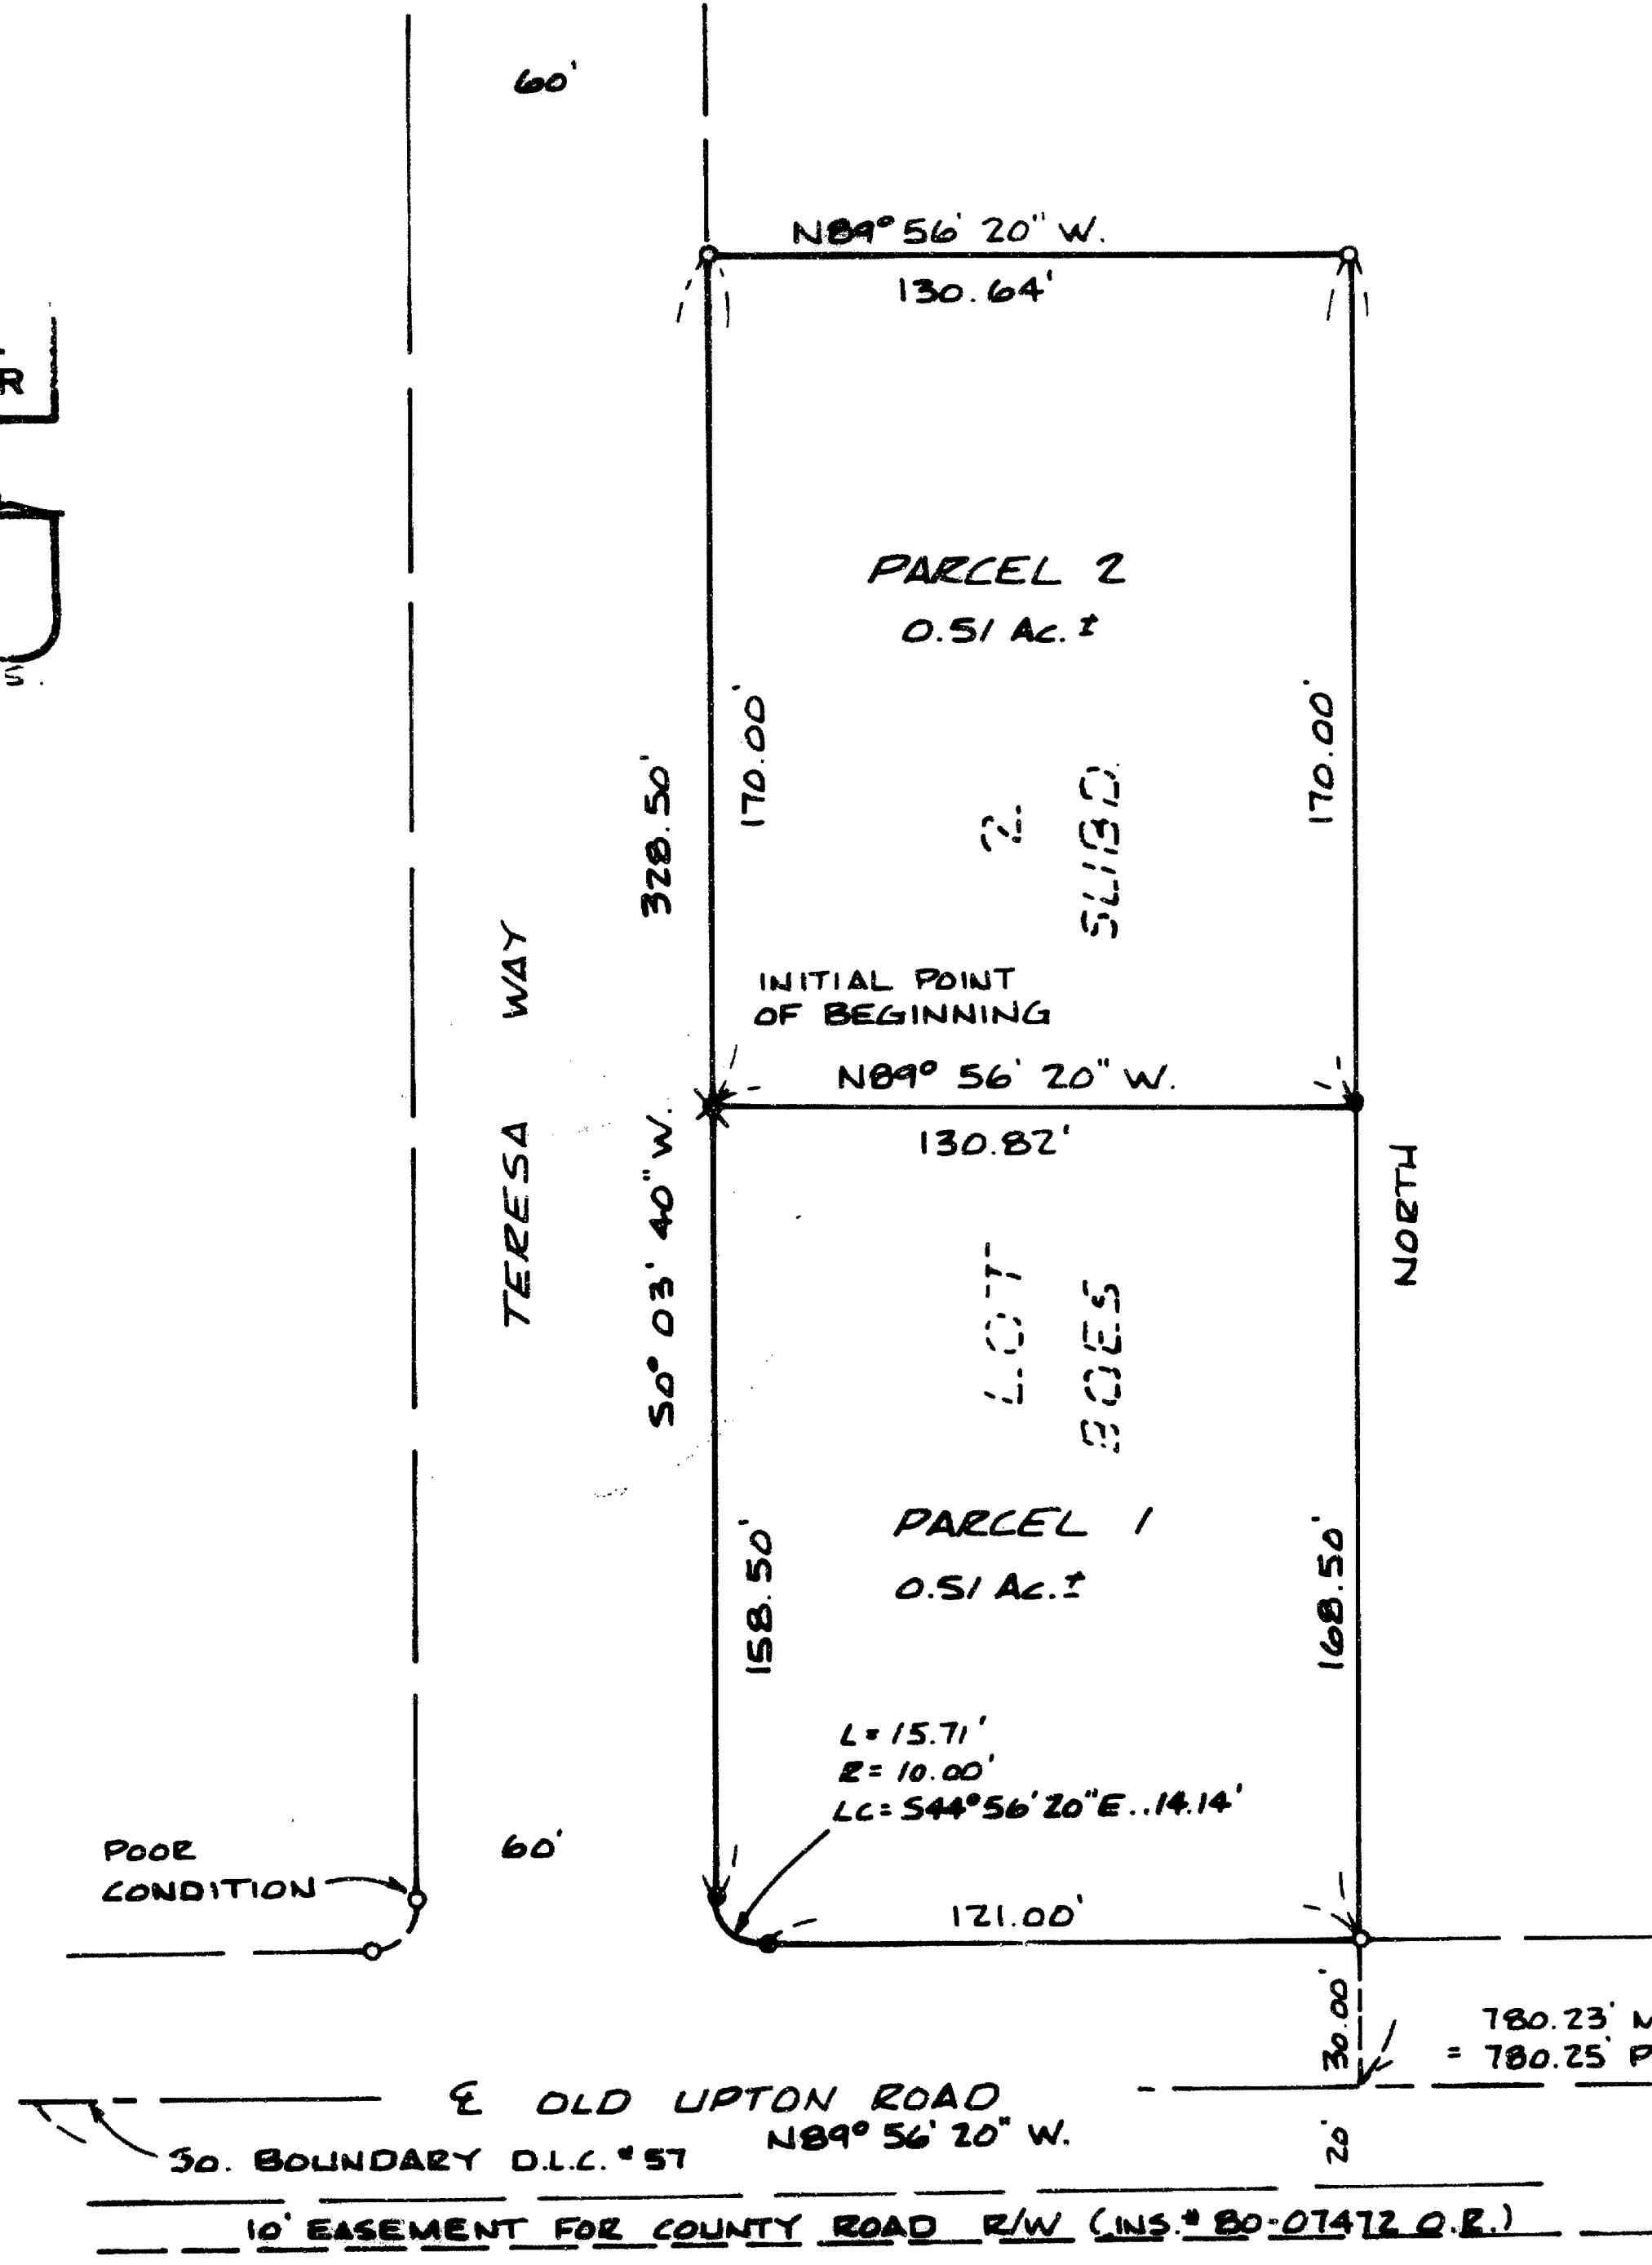 60'
N89° 56' 20" W.
130.64'
R
PARCEL 2
0.51 Ac. ±
170.00'
170.00'
328.50'
2
SUBD.
TERESA WAY
INITIAL POINT
OF BEGINNING
N89° 56' 20" W.
130.82'
S0° 03' 40" W.
NORTH
LOT
BOES
PARCEL 1
0.51 Ac. ±
158.50'
168.50'
L = 15.71'
R = 10.00'
LC = S44° 56' 20" E..14.14'
POOR
CONDITION
60'
121.00'
30.00'
780.23'
= 780.25'
℄ OLD UPTON ROAD
N89° 56' 20" W.
SO. BOUNDARY D.L.C. #57
20'
10' EASEMENT FOR COUNTY ROAD R/W (INS.# 80-07472 O.R.)